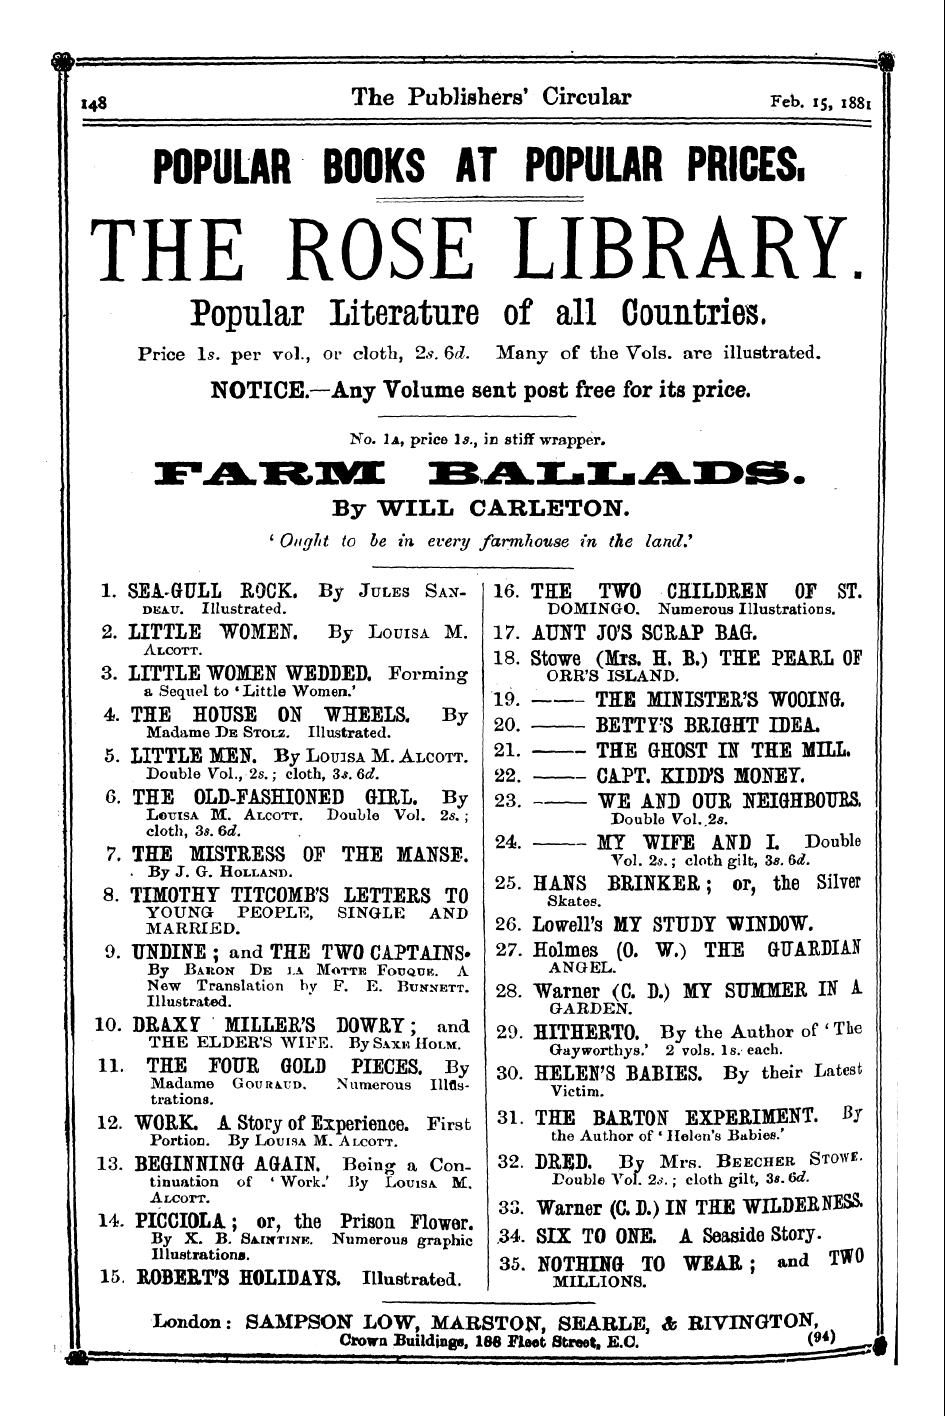 148 The Publishers' Circular Feb. 15, 1881
POPULAR BOOKS AT POPULAR PRICES.
THE ROSE LIBRARY.
Popular Literature of all Countries.
Price 1s. per vol., or cloth, 2s. 6d. Many of the Vols. are illustrated.
NOTICE.—Any Volume sent post free for its price.
No. 1A, price 1s., in stiff wrapper.
FARM BALLADS.
By WILL CARLETON.
'Ought to be in every farmhouse in the land.'
1. SEA-GULL ROCK. By JULES SAN-
DEAU. Illustrated.
2. LITTLE WOMEN. By LOUISA M.
ALCOTT.
3. LITTLE WOMEN WEDDED. Forming
a Sequel to 'Little Women.'
4. THE HOUSE ON WHEELS. By
Madame DE STOLZ. Illustrated.
5. LITTLE MEN. By LOUISA M. ALCOTT.
Double Vol., 2s.; cloth, 3s. 6d.
6. THE OLD-FASHIONED GIRL. By
LOUISA M. ALCOTT. Double Vol. 2s.;
cloth, 3s. 6d.
7. THE MISTRESS OF THE MANSE.
By J. G. HOLLAND.
8. TIMOTHY TITCOMB'S LETTERS TO
YOUNG PEOPLE, SINGLE AND
MARRIED.
9. UNDINE; and THE TWO CAPTAINS.
By BARON DE LA MOTTE FOUQUE. A
New Translation by F. E. BUNNETT.
Illustrated.
10. DRAXY MILLER'S DOWRY; and
THE ELDER'S WIFE. By SAXE HOLM.
11. THE FOUR GOLD PIECES. By
Madame GOURAUD. Numerous Illus-
trations.
12. WORK. A Story of Experience. First
Portion. By LOUISA M. ALCOTT.
13. BEGINNING AGAIN. Being a Con-
tinuation of 'Work.' By LOUISA M.
ALCOTT.
14. PICCIOLA; or, the Prison Flower.
By X. B. SAINTINE. Numerous graphic
Illustrations.
15. ROBERT'S HOLIDAYS. Illustrated.
16. THE TWO CHILDREN OF ST.
DOMINGO. Numerous Illustrations.
17. AUNT JO'S SCRAP BAG.
18. Stowe (Mrs. H. B.) THE PEARL OF
ORR'S ISLAND.
19. ——— THE MINISTER'S WOOING.
20. ——— BETTY'S BRIGHT IDEA.
21. ——— THE GHOST IN THE MILL.
22. ——— CAPT. KIDD'S MONEY.
23. ——— WE AND OUR NEIGHBOURS.
Double Vol. 2s.
24. ——— MY WIFE AND I. Double
Vol. 2s.; cloth gilt, 3s. 6d.
25. HANS BRINKER; or, the Silver
Skates.
26. Lowell's MY STUDY WINDOW.
27. Holmes (O. W.) THE GUARDIAN
ANGEL.
28. Warner (C. D.) MY SUMMER IN A
GARDEN.
29. HITHERTO. By the Author of 'The
Gayworthys.' 2 vols. 1s. each.
30. HELEN'S BABIES. By their Latest
Victim.
31. THE BARTON EXPERIMENT. By
the Author of 'Helen's Babies.'
32. DRED. By Mrs. BEECHER STOWE.
Double Vol. 2s.; cloth gilt, 3s. 6d.
33. Warner (C. D.) IN THE WILDERNESS.
34. SIX TO ONE. A Seaside Story.
35. NOTHING TO WEAR; and TWO
MILLIONS.
London: SAMPSON LOW, MARSTON, SEARLE, & RIVINGTON,
Crown Buildings, 188 Fleet Street, E.C. (94)